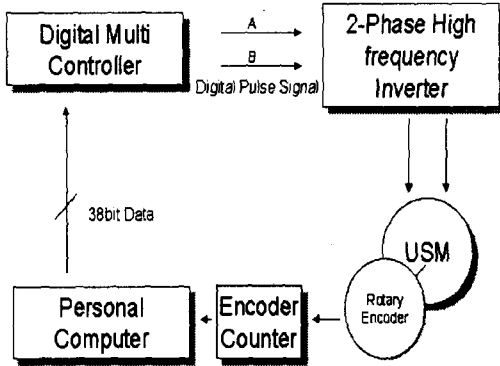 Digital Multi
Controller
A
B
Digital Pulse Signal
2-Phase High
frequency
Inverter
38bit Data
USM
Rotary
Encoder
Personal
Computer
Encoder
Counter